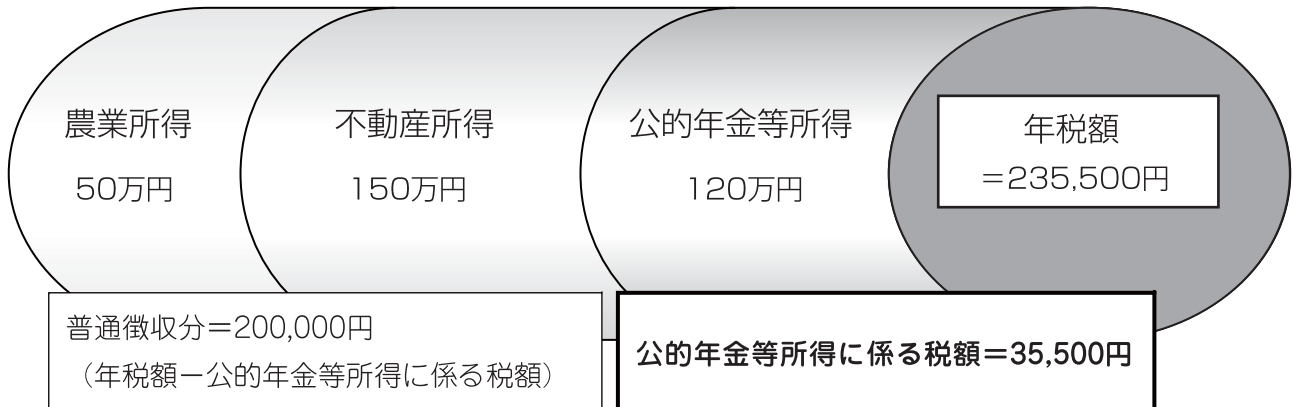 農業所得
50万円
不動産所得
150万円
公的年金等所得
120万円
年税額
＝235,500円
普通徴収分＝200,000円
（年税額－公的年金等所得に係る税額）
公的年金等所得に係る税額＝35,500円